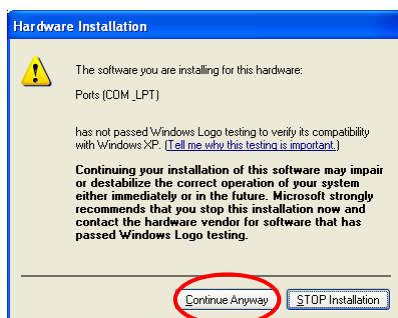 Hardware Installation
The software you are installing for this hardware:
Ports (COM _LPT)
has not passed Windows Logo testing to verify its compatibility
with Windows XP. (Tell me why this testing is important.)
Continuing your installation of this software may impair
or destabilize the correct operation of your system
either immediately or in the future. Microsoft strongly
recommends that you stop this installation now and
contact the hardware vendor for software that has
passed Windows Logo testing.
Continue Anyway STOP Installation